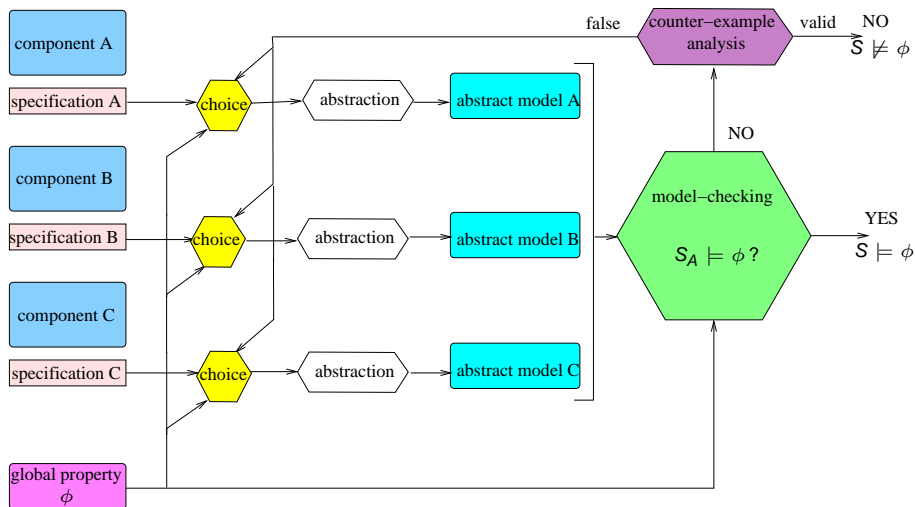 component A
specification A
component B
specification B
component C
specification C
global property
ϕ
choice
choice
choice
abstraction
abstraction
abstraction
abstract model A
abstract model B
abstract model C
false
counter−example
analysis
valid
NO
S ⊭ ϕ
NO
model−checking
S_A ⊨ ϕ ?
YES
S ⊨ ϕ